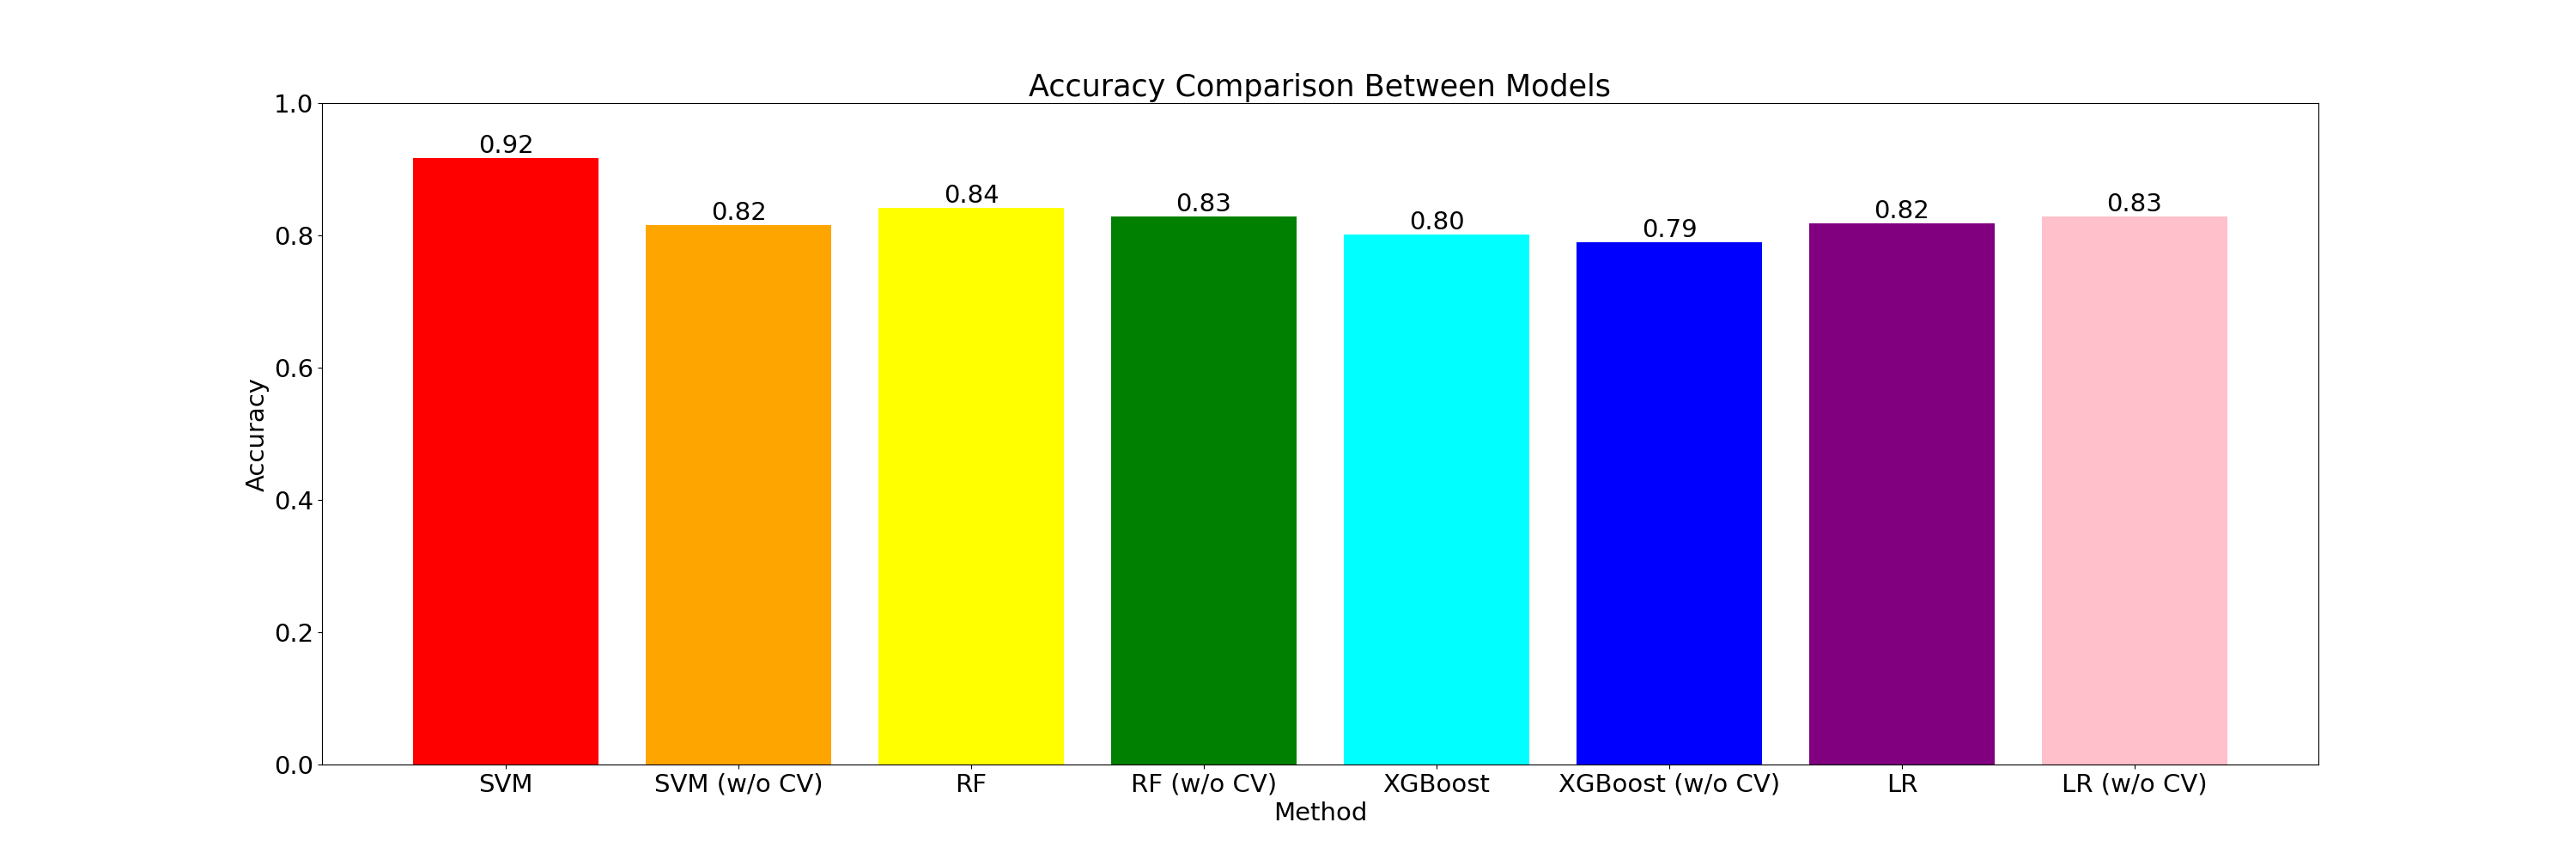 Accuracy Comparison Between Models
1.0
0.8
0.6
0.4
0.2
0.0
Accuracy
0.92
0.82
0.84
0.83
0.80
0.79
0.82
0.83
SVM
SVM (w/o CV)
RF
RF (w/o CV)
XGBoost
XGBoost (w/o CV)
LR
LR (w/o CV)
Method